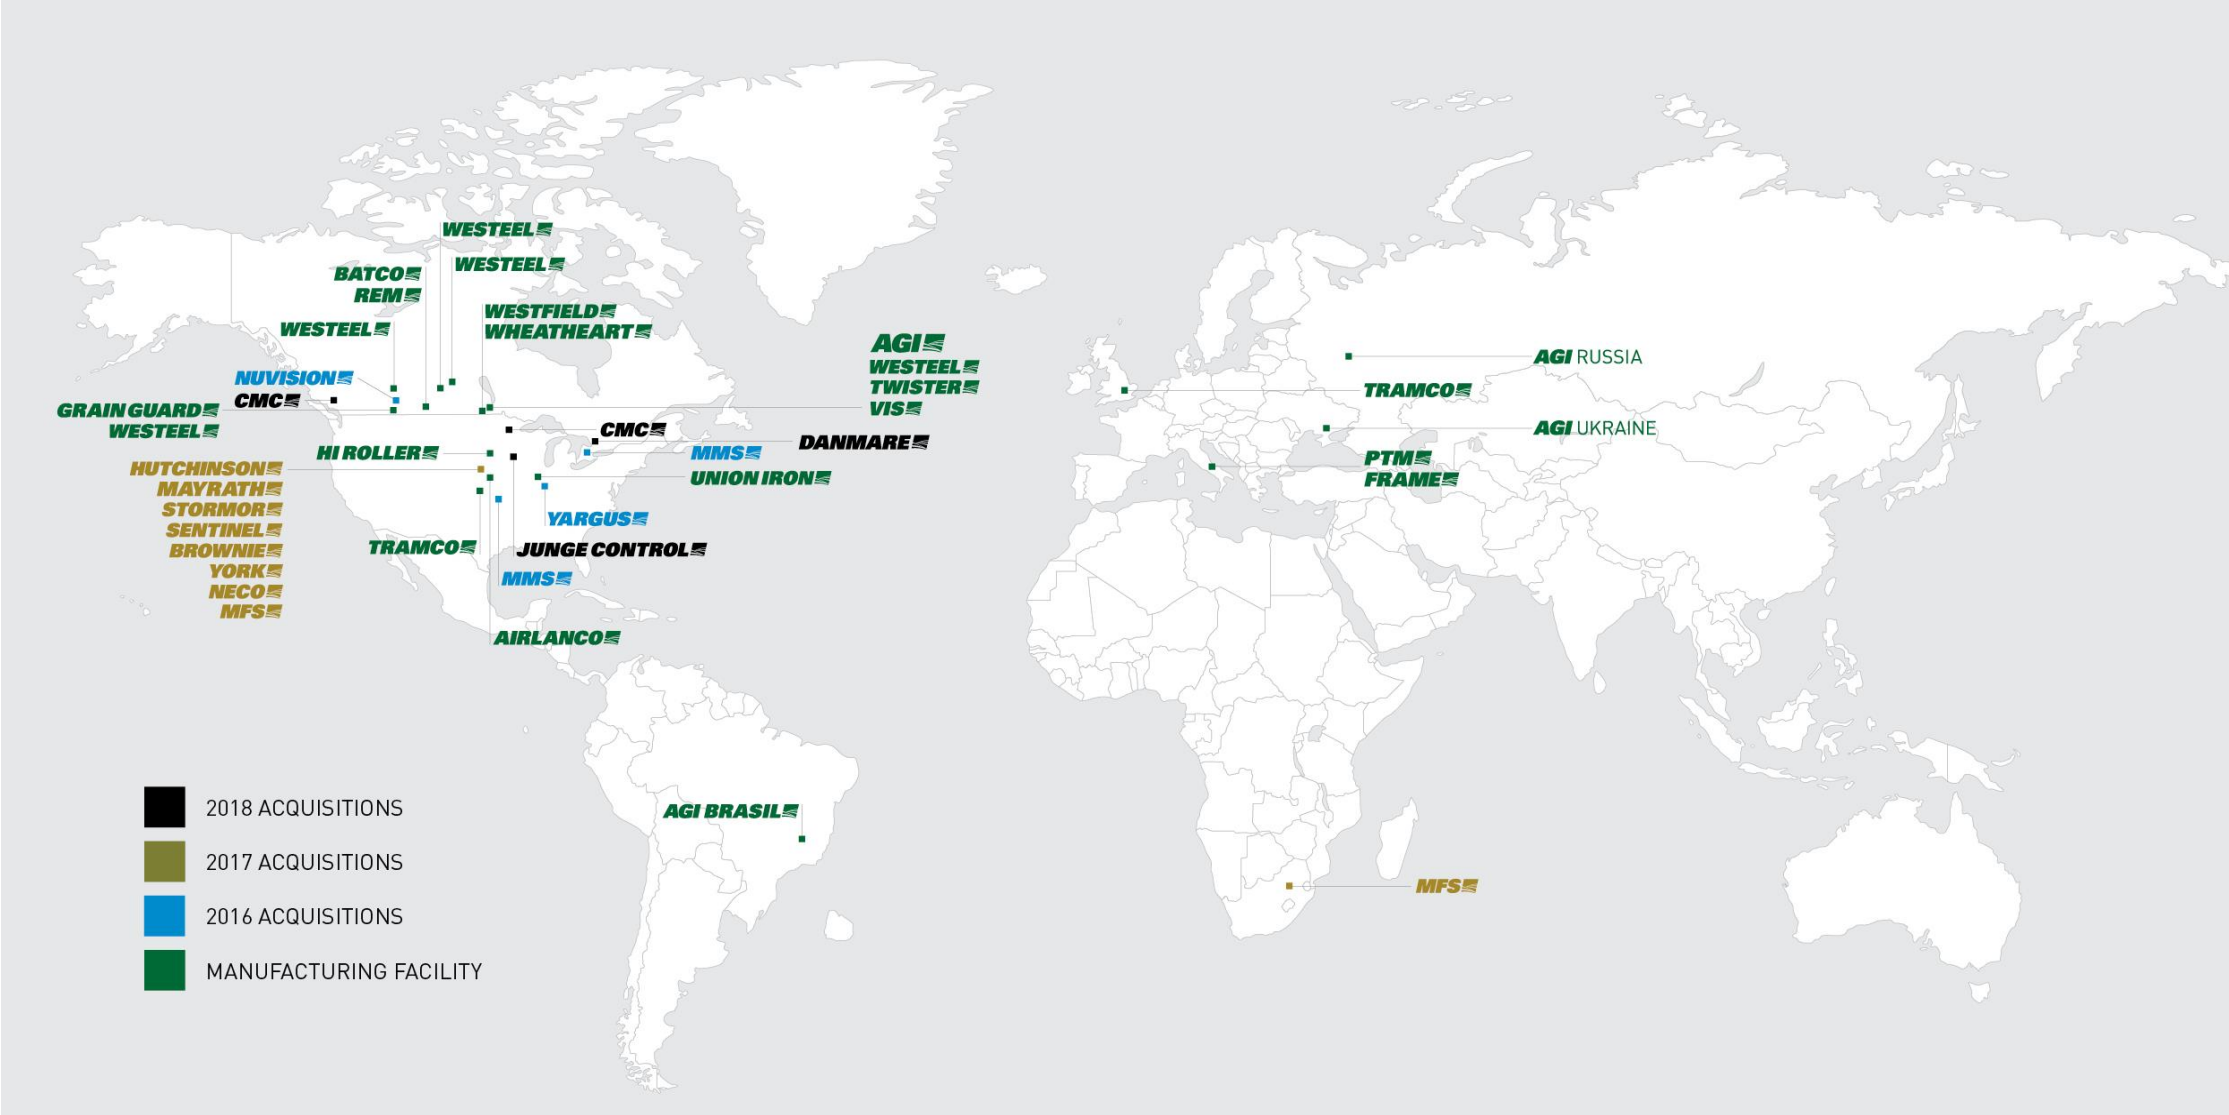 WESTEEL
WESTEEL
BATCO
REM
WESTFIELD
WHEATHEART
WESTEEL
AGI
WESTEEL
TWISTER
VIS
NUVISION
CMC
GRAIN GUARD
WESTEEL
CMC
DANMARE
HI ROLLER
MMS
HUTCHINSON
MAYRATH
STORMOR
SENTINEL
BROWNIE
YORK
NECO
MFS
UNION IRON
YARGUS
TRAMCO
JUNGE CONTROL
MMS
AIRLANCO
AGI RUSSIA
TRAMCO
AGI UKRAINE
PTM
FRAME
AGI BRASIL
MFS
2018 ACQUISITIONS
2017 ACQUISITIONS
2016 ACQUISITIONS
MANUFACTURING FACILITY